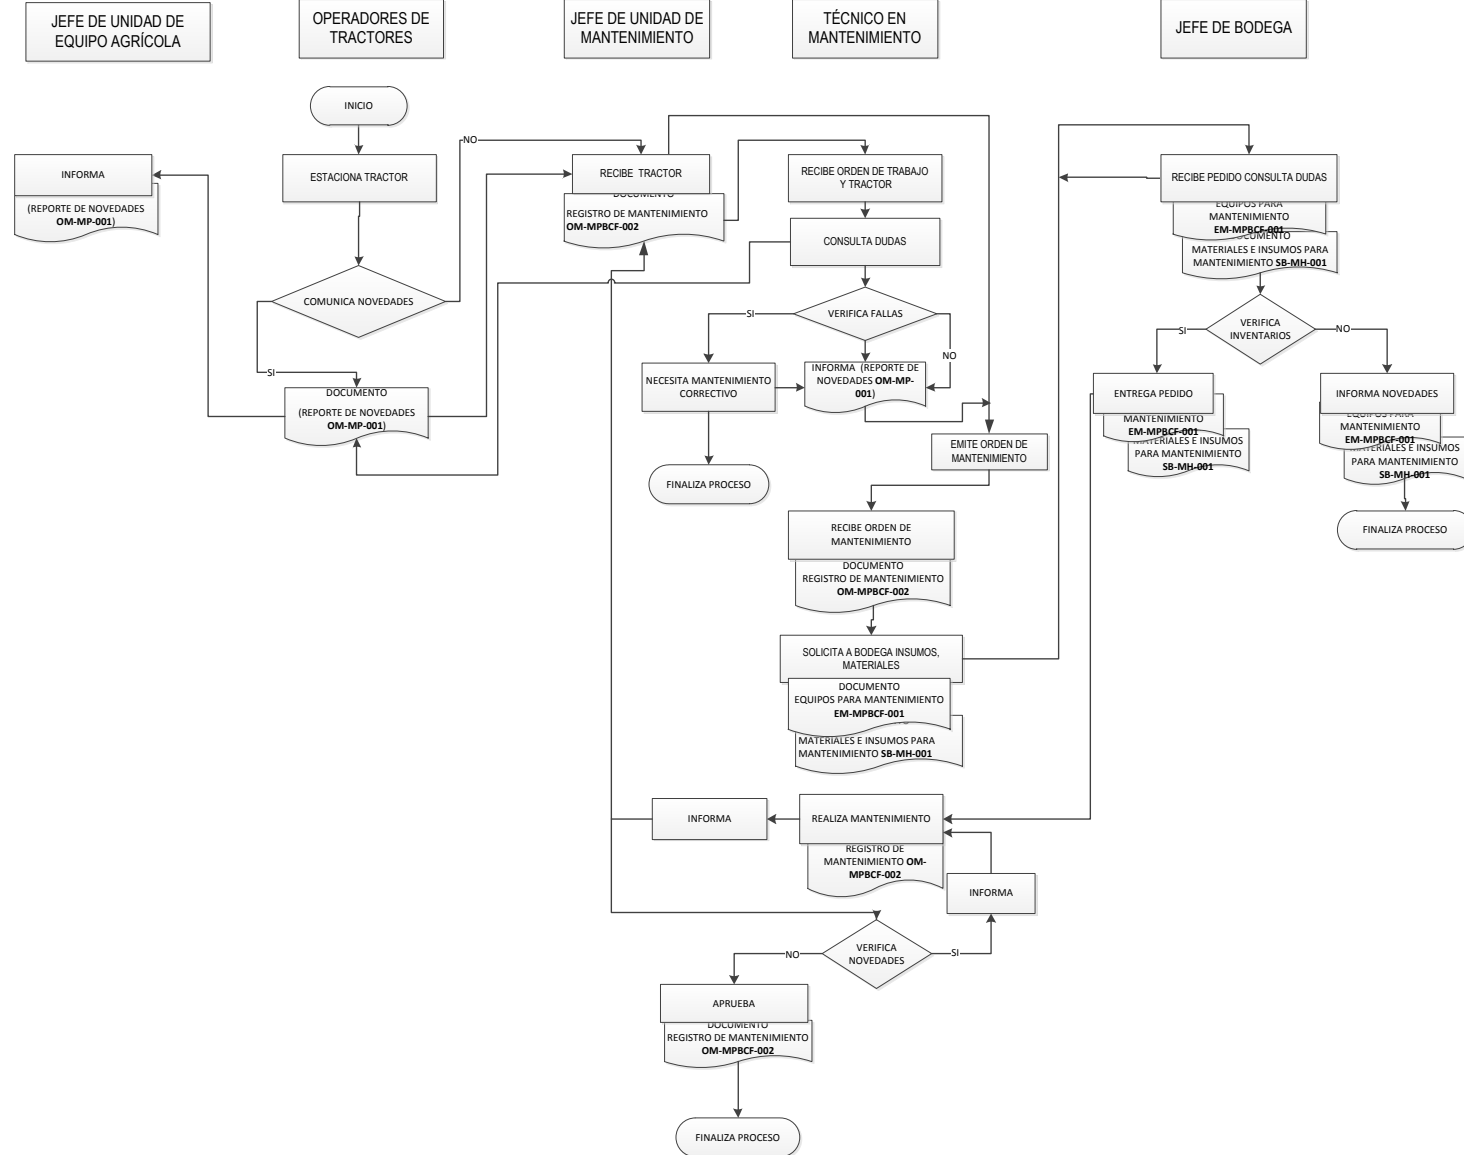 JEFE DE UNIDAD DE
EQUIPO AGRÍCOLA
OPERADORES DE
TRACTORES
JEFE DE UNIDAD DE
MANTENIMIENTO
TÉCNICO EN
MANTENIMIENTO
JEFE DE BODEGA
INICIO
NO
INFORMA
(REPORTE DE NOVEDADES
OM-MP-001)
ESTACIONA TRACTOR
RECIBE TRACTOR
DOCUMENTO
REGISTRO DE MANTENIMIENTO
OM-MPBCF-002
RECIBE ORDEN DE TRABAJO
Y TRACTOR
CONSULTA DUDAS
RECIBE PEDIDO CONSULTA DUDAS
EQUIPOS PARA
MANTENIMIENTO
EM-MPBCF-001
DOCUMENTO
MATERIALES E INSUMOS PARA
MANTENIMIENTO SB-MH-001
COMUNICA NOVEDADES
SI
VERIFICA FALLAS
NO
SI
VERIFICA
INVENTARIOS
NO
SI
DOCUMENTO
(REPORTE DE NOVEDADES
OM-MP-001)
NECESITA MANTENIMIENTO
CORRECTIVO
INFORMA (REPORTE DE
NOVEDADES OM-MP-
001)
ENTREGA PEDIDO
MANTENIMIENTO
EM-MPBCF-001
MATERIALES E INSUMOS
PARA MANTENIMIENTO
SB-MH-001
INFORMA NOVEDADES
EQUIPOS PARA
MANTENIMIENTO
EM-MPBCF-001
MATERIALES E INSUMOS
PARA MANTENIMIENTO
SB-MH-001
EMITE ORDEN DE
MANTENIMIENTO
FINALIZA PROCESO
FINALIZA PROCESO
RECIBE ORDEN DE
MANTENIMIENTO
DOCUMENTO
REGISTRO DE MANTENIMIENTO
OM-MPBCF-002
SOLICITA A BODEGA INSUMOS,
MATERIALES
DOCUMENTO
EQUIPOS PARA MANTENIMIENTO
EM-MPBCF-001
MATERIALES E INSUMOS PARA
MANTENIMIENTO SB-MH-001
INFORMA
REALIZA MANTENIMIENTO
REGISTRO DE
MANTENIMIENTO OM-
MPBCF-002
INFORMA
VERIFICA
NOVEDADES
NO
SI
APRUEBA
DOCUMENTO
REGISTRO DE MANTENIMIENTO
OM-MPBCF-002
FINALIZA PROCESO